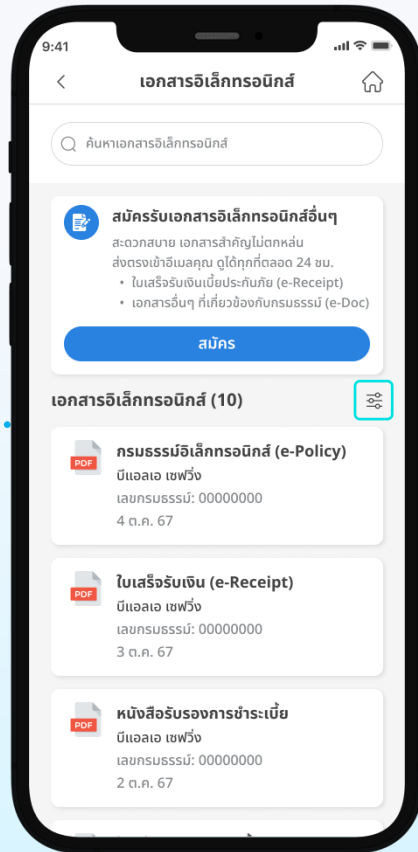 9:41
เอกสารอิเล็กทรอนิกส์
ค้นหาเอกสารอิเล็กทรอนิกส์
สมัครรับเอกสารอิเล็กทรอนิกส์อื่นๆ
สะดวกสบาย เอกสารสำคัญไม่ตกหล่น
ส่งตรงเข้าอีเมลคุณ ดูได้ทุกที่ตลอด 24 ชม.
• ใบเสร็จรับเงินเบี้ยประกันภัย (e-Receipt)
• เอกสารอื่นๆ ที่เกี่ยวข้องกับกรมธรรม์ (e-Doc)
สมัคร
เอกสารอิเล็กทรอนิกส์ (10)
PDF
กรมธรรม์อิเล็กทรอนิกส์ (e-Policy)
บีแอลเอ เซฟวิ่ง
เลขกรมธรรม์: 00000000
4 ต.ค. 67
PDF
ใบเสร็จรับเงิน (e-Receipt)
บีแอลเอ เซฟวิ่ง
เลขกรมธรรม์: 00000000
3 ต.ค. 67
PDF
หนังสือรับรองการชำระเบี้ย
บีแอลเอ เซฟวิ่ง
เลขกรมธรรม์: 00000000
2 ต.ค. 67